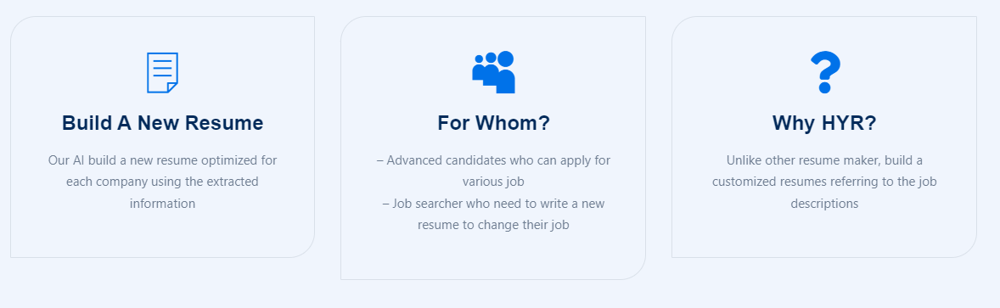 Build A New Resume
Our AI build a new resume optimized for
each company using the extracted
information
For Whom?
– Advanced candidates who can apply for
various job
– Job searcher who need to write a new
resume to change their job
Why HYR?
Unlike other resume maker, build a
customized resumes referring to the job
descriptions